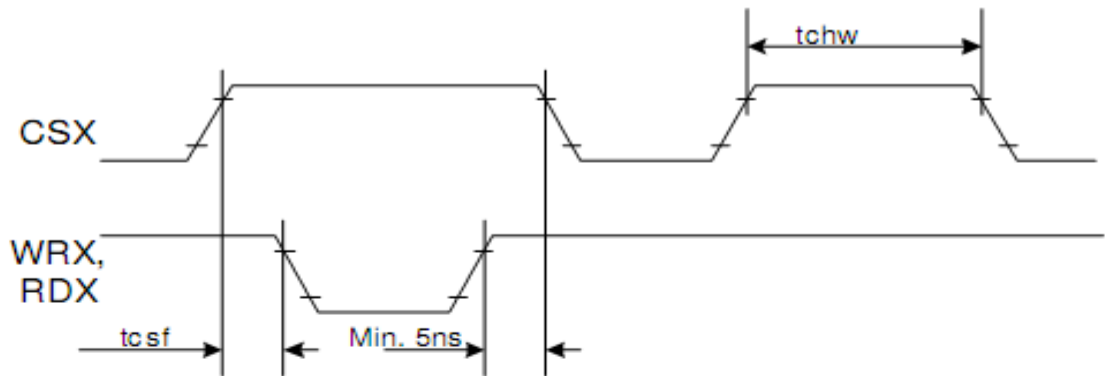 tchw
CSX
WRX,
RDX
tcsf
Min. 5ns